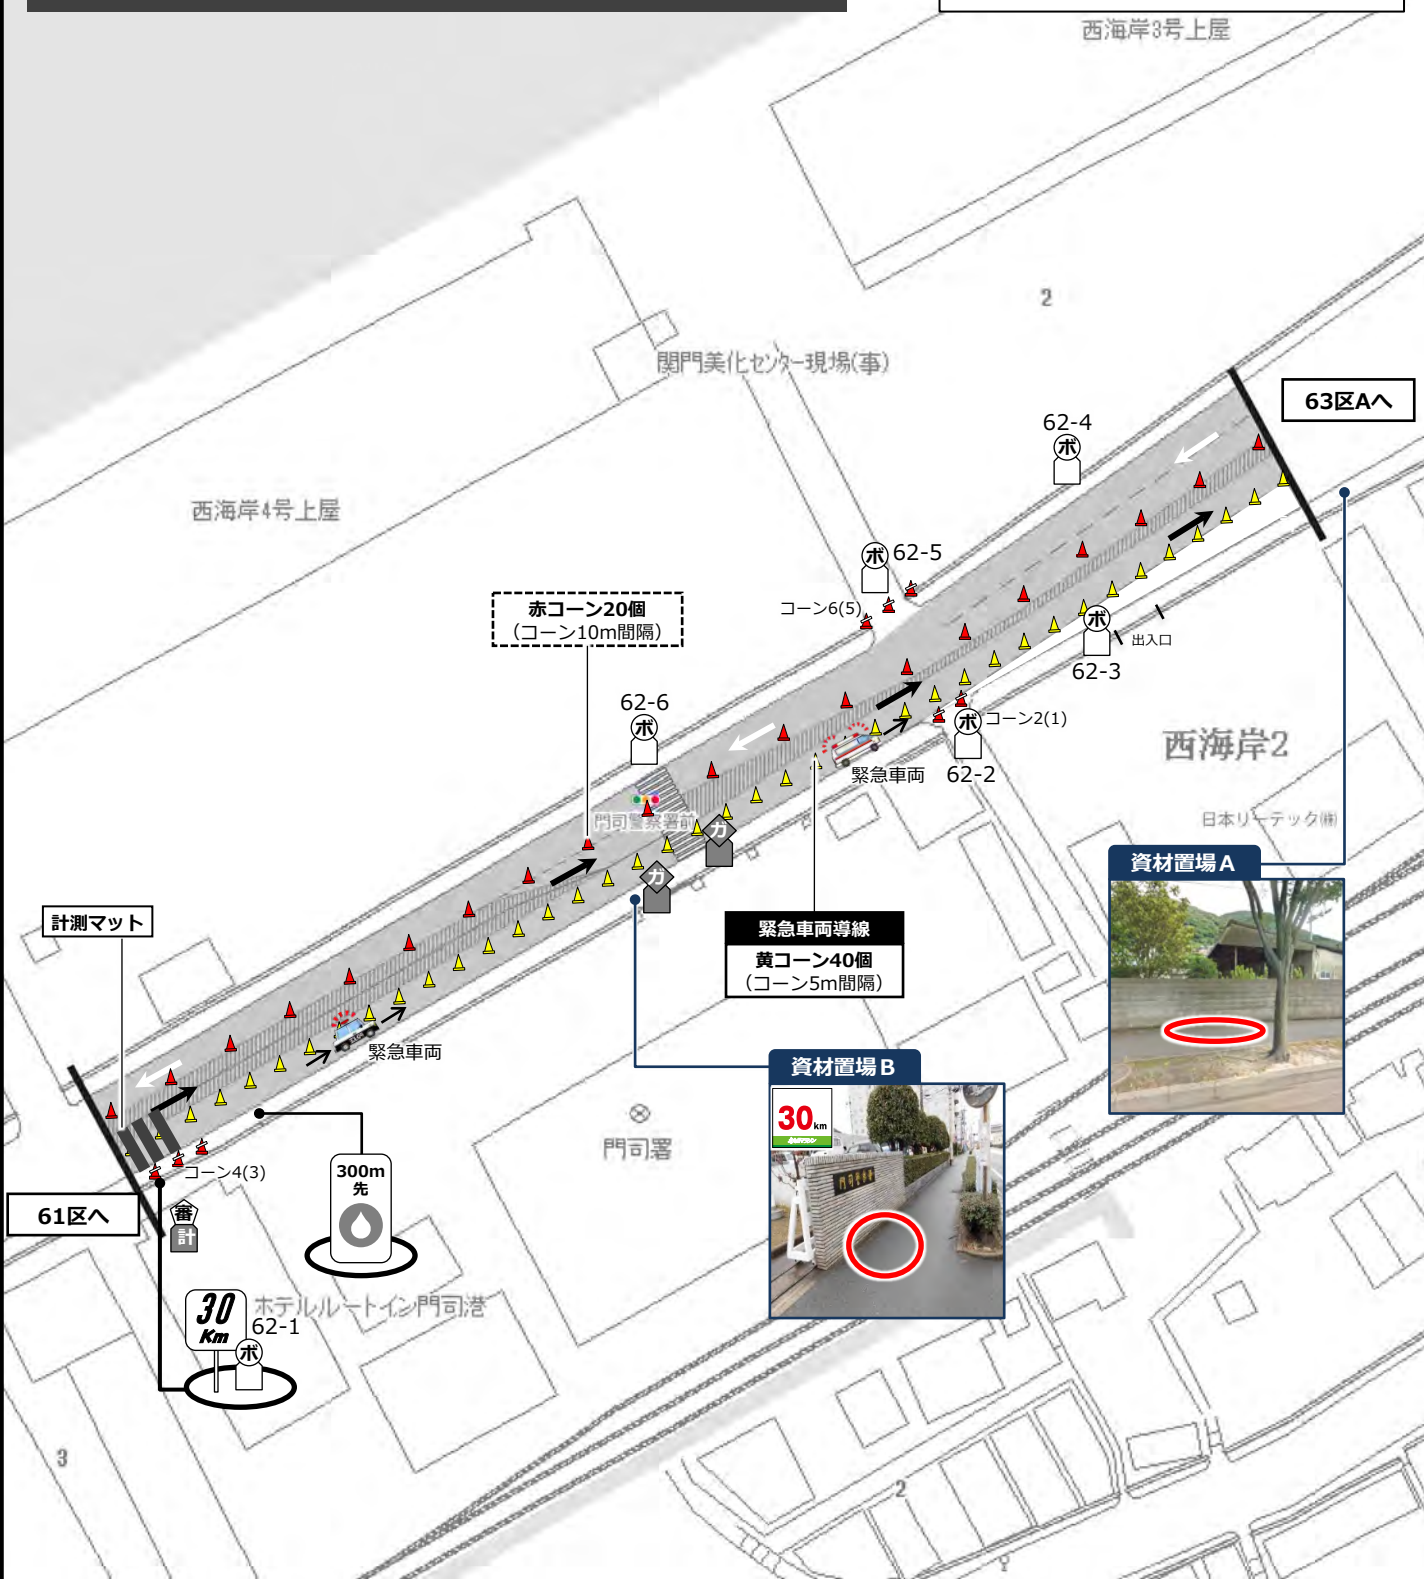 西海岸3号上屋
2
関門美化センター現場(事)
63区Aへ
62-4
ボ
西海岸4号上屋
ボ
62-5
コーン6(5)
赤コーン20個
(コーン10m間隔)
ボ
出入口
62-3
62-6
ボ
ボ
コーン2(1)
62-2
緊急車両
西海岸2
門司警察署前
ガ
ガ
日本リーテック㈱
資材置場A
計測マット
緊急車両導線
黄コーン40個
(コーン5m間隔)
緊急車両
資材置場B
30km
門司警察署
門司署
コーン4(3)
300m
先
61区へ
審
計
30
Km
ホテルルートイン門司港
62-1
ボ
3
2
2